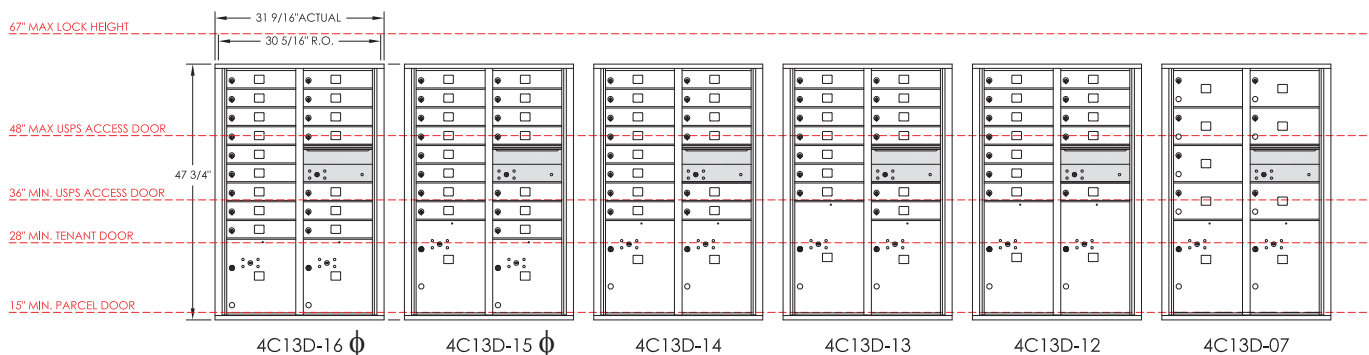 31 9/16"ACTUAL
67" MAX LOCK HEIGHT
30 5/16" R.O.
48" MAX USPS ACCESS DOOR
47 3/4"
36" MIN. USPS ACCESS DOOR
28" MIN. TENANT DOOR
15" MIN. PARCEL DOOR
4C13D-16 ϕ
4C13D-15 ϕ
4C13D-14
4C13D-13
4C13D-12
4C13D-07